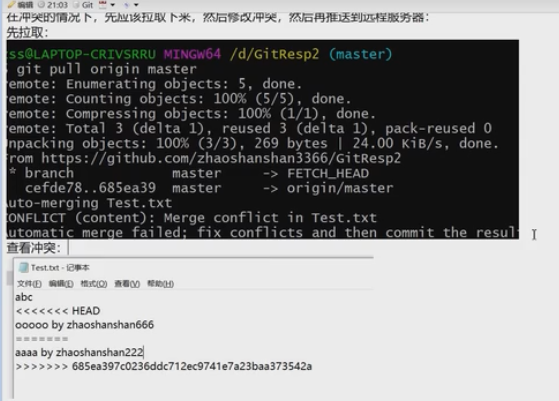 编辑 21:03 Git
在冲突的情况下，先应该拉取下来，然后修改冲突，然后再推送到远程服务器：
先拉取：
ss@LAPTOP-CRIVSRRU MINGW64 /d/GitResp2 (master)
$ git pull origin master
remote: Enumerating objects: 5, done.
remote: Counting objects: 100% (5/5), done.
remote: Compressing objects: 100% (1/1), done.
remote: Total 3 (delta 1), reused 3 (delta 1), pack-reused 0
Unpacking objects: 100% (3/3), 269 bytes | 24.00 KiB/s, done.
From https://github.com/zhaoshanshan3366/GitResp2
* branch master -> FETCH_HEAD
cefde78..685ea39 master -> origin/master
Auto-merging Test.txt
CONFLICT (content): Merge conflict in Test.txt
Automatic merge failed; fix conflicts and then commit the result
查看冲突：
Test.txt - 记事本
文件(F) 编辑(E) 格式(O) 查看(V) 帮助(H)
abc
<<<<<<< HEAD
ooooo by zhaoshanshan666
=======
aaaa by zhaoshanshan222
>>>>>>> 685ea397c0236ddc712ec9741e7a23baa373542a